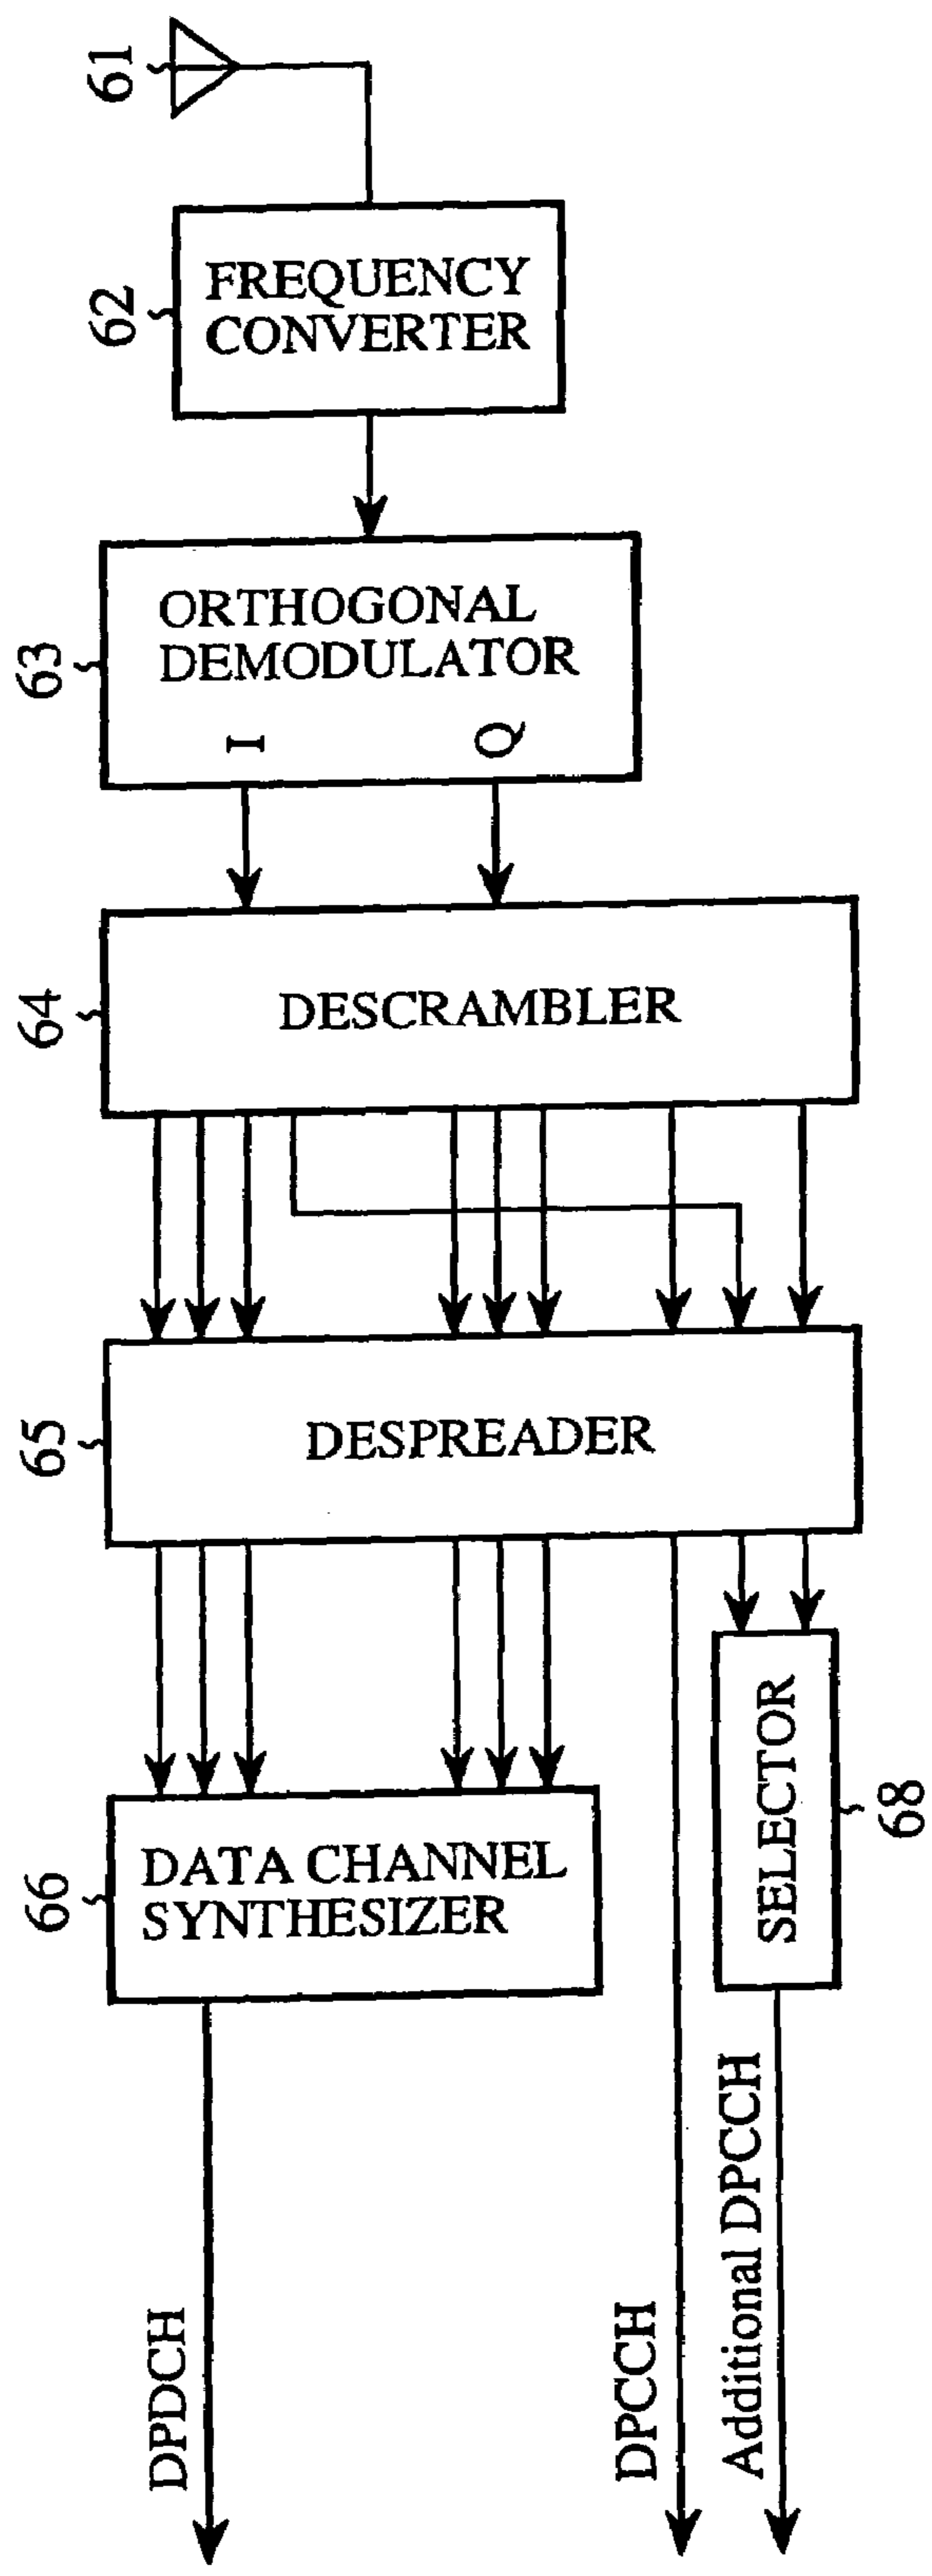 61
62
FREQUENCY
CONVERTER
63
ORTHOGONAL
DEMODULATOR
I
Q
64
DESCRAMBLER
65
DESPREADER
66
DATA CHANNEL
SYNTHESIZER
SELECTOR
68
DPDCH
DPCCH
Additional DPCCH